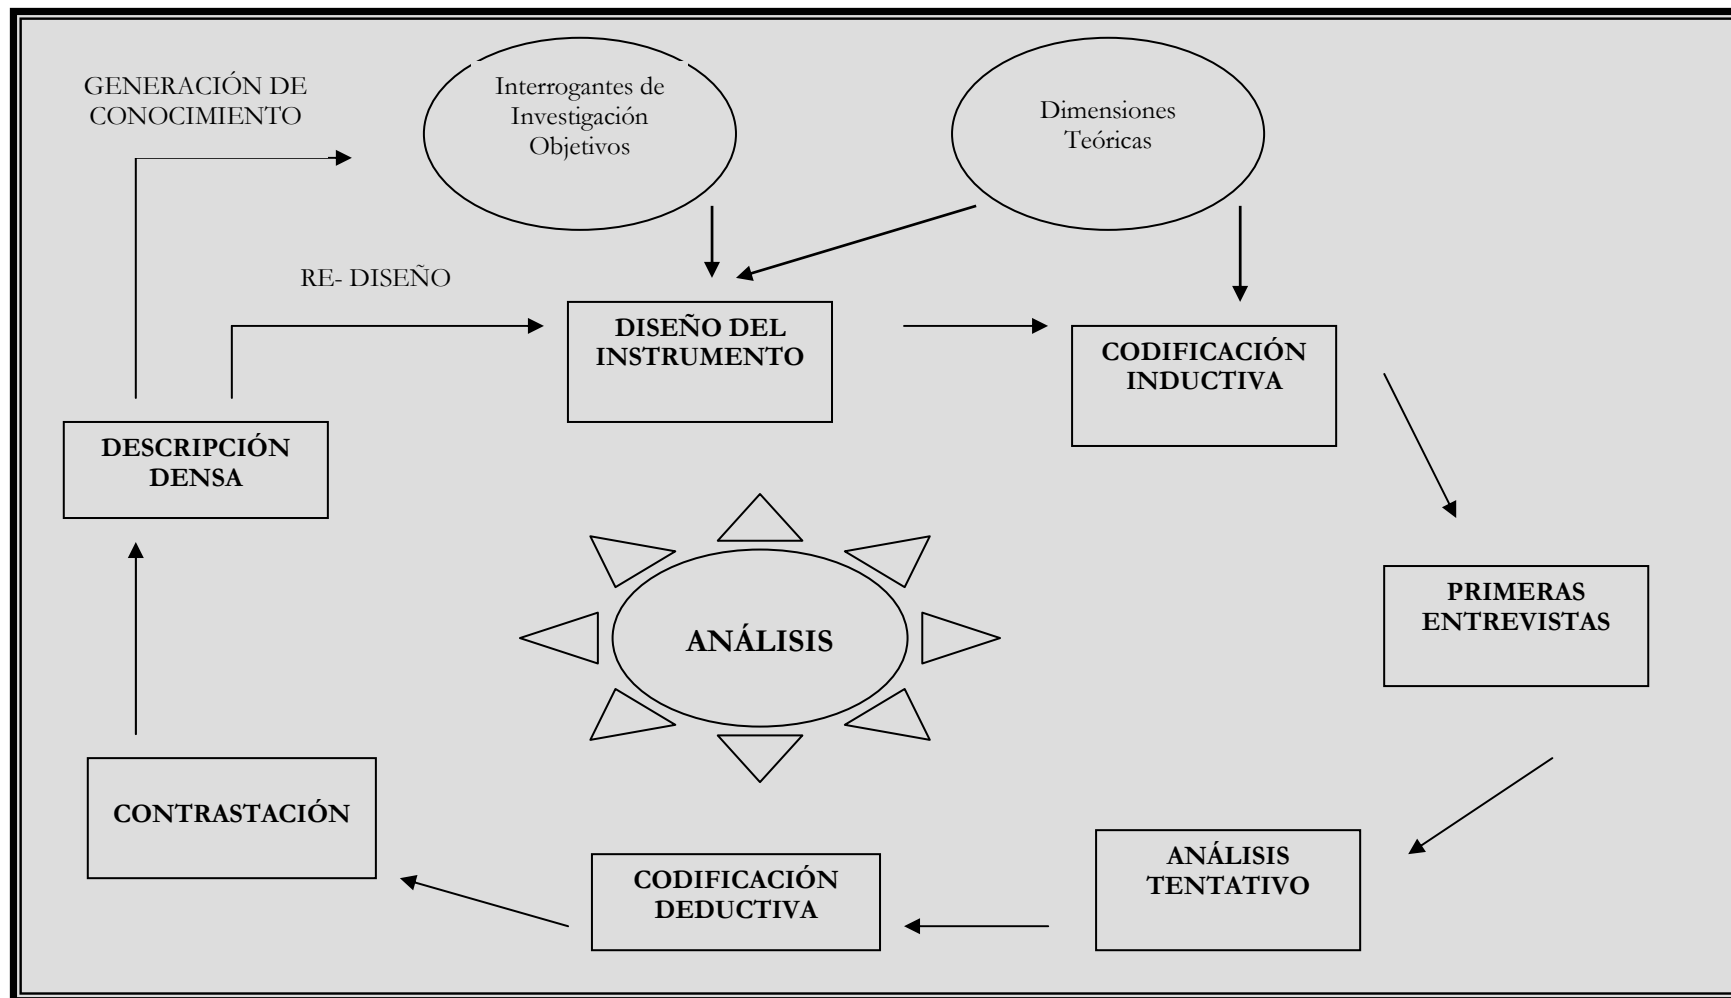 GENERACIÓN DE
CONOCIMIENTO
Interrogantes de
Investigación
Objetivos
Dimensiones
Teóricas
RE- DISEÑO
DISEÑO DEL
INSTRUMENTO
CODIFICACIÓN
INDUCTIVA
DESCRIPCIÓN
DENSA
PRIMERAS
ENTREVISTAS
ANÁLISIS
CONTRASTACIÓN
ANÁLISIS
TENTATIVO
CODIFICACIÓN
DEDUCTIVA